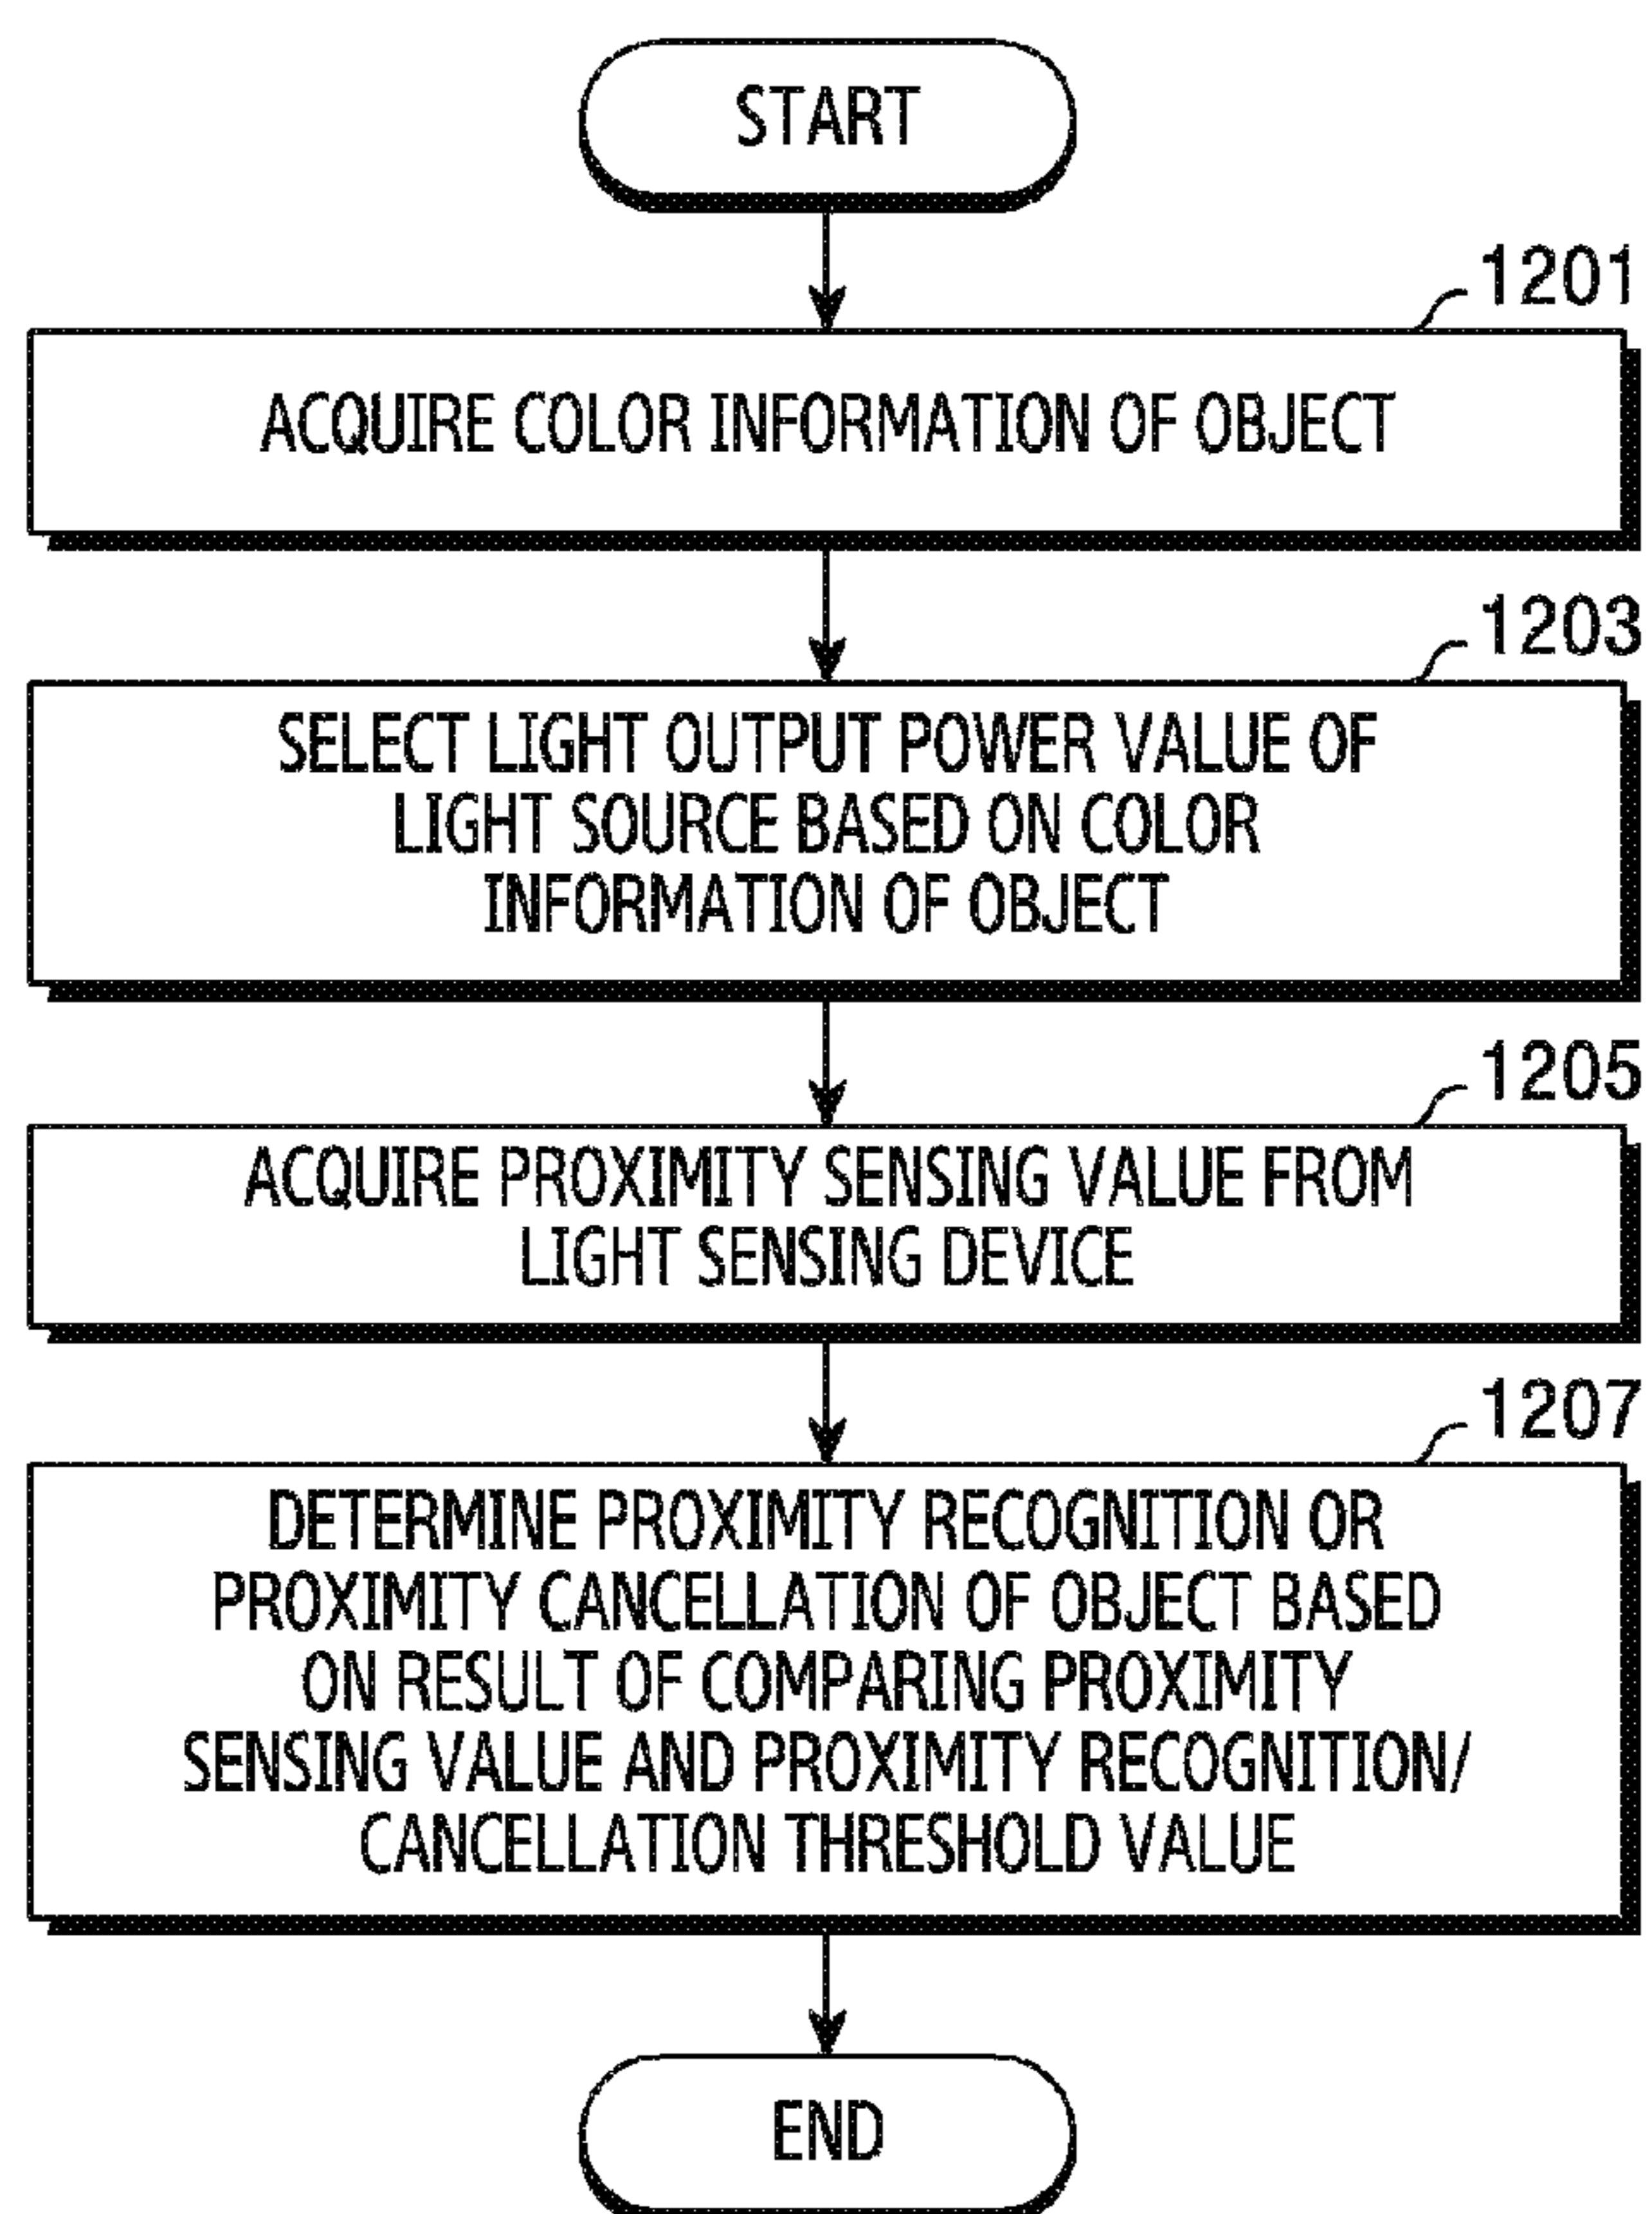 START
1201
ACQUIRE COLOR INFORMATION OF OBJECT
1203
SELECT LIGHT OUTPUT POWER VALUE OF
LIGHT SOURCE BASED ON COLOR
INFORMATION OF OBJECT
1205
ACQUIRE PROXIMITY SENSING VALUE FROM
LIGHT SENSING DEVICE
1207
DETERMINE PROXIMITY RECOGNITION OR
PROXIMITY CANCELLATION OF OBJECT BASED
ON RESULT OF COMPARING PROXIMITY
SENSING VALUE AND PROXIMITY RECOGNITION/
CANCELLATION THRESHOLD VALUE
END